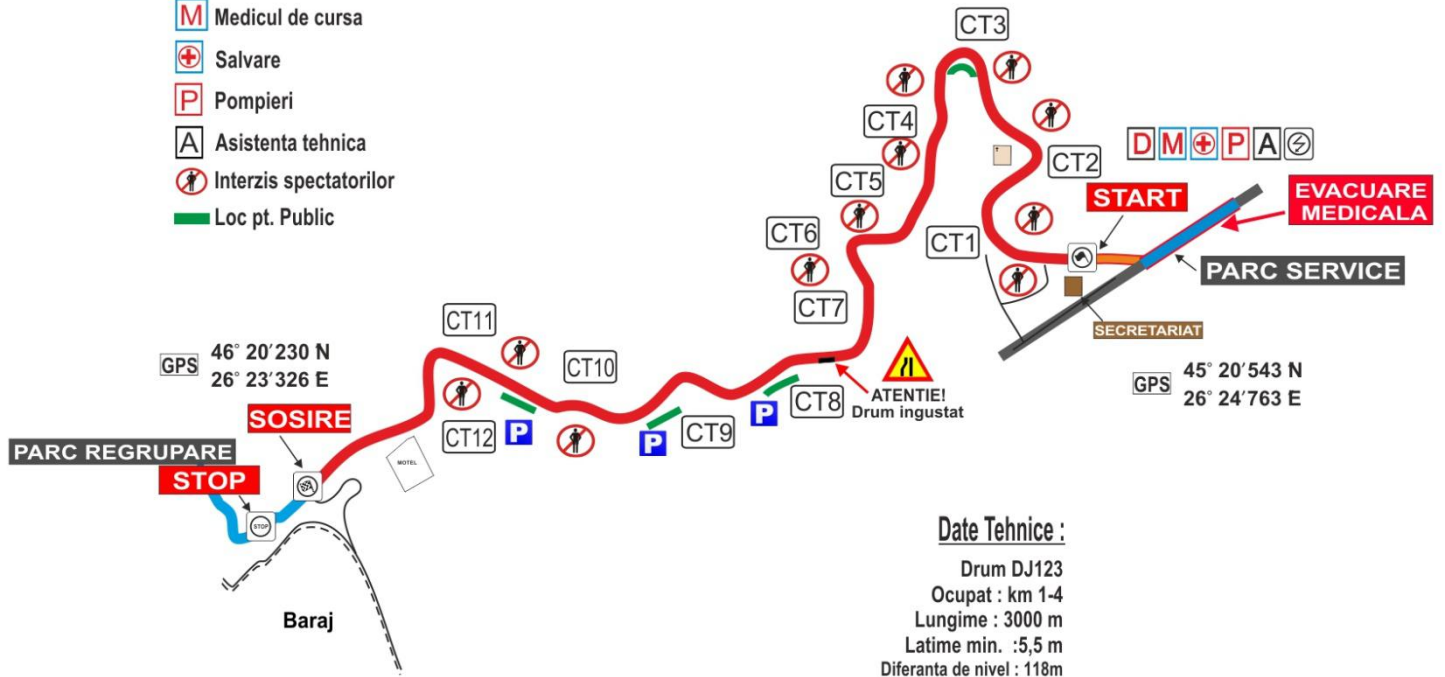 M Medicul de cursa
Salvare
P Pompieri
A Asistenta tehnica
Interzis spectatorilor
Loc pt. Public
CT3
CT4
CT5
CT6
CT7
CT2
CT1
D M P A
START
EVACUARE
MEDICALA
PARC SERVICE
SECRETARIAT
GPS 45° 20′543 N
26° 24′763 E
CT11
CT10
CT12
P
P
CT9
P
CT8
ATENTIE!
Drum ingustat
GPS 46° 20′230 N
26° 23′326 E
SOSIRE
MOTEL
PARC REGRUPARE
STOP
STOP
Baraj
Date Tehnice :
Drum DJ123
Ocupat : km 1-4
Lungime : 3000 m
Latime min. :5,5 m
Diferanta de nivel : 118m